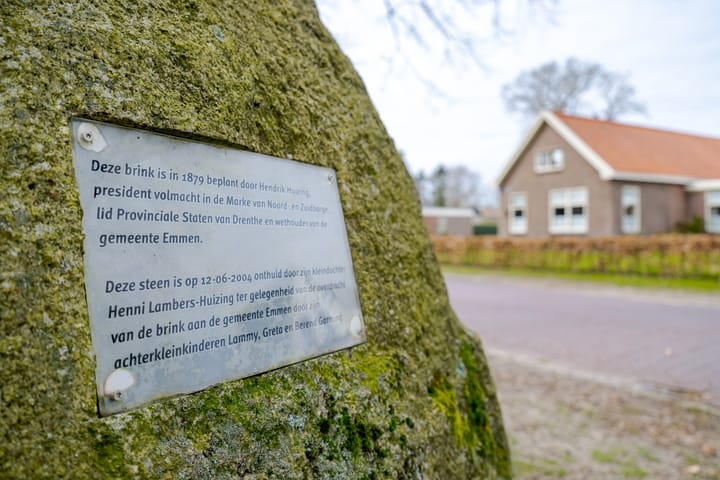 Deze brink is in 1879 beplant door Hendrik Huizing,
president volmacht in de Marke van Noord- en Zuidbarge,
lid Provinciale Staten van Drenthe en wethouder van de
gemeente Emmen.
Deze steen is op 12-06-2004 onthuld door zijn kleindochter
Henni Lambers-Huizing ter gelegenheid van de overdracht
van de brink aan de gemeente Emmen door zijn
achterkleinkinderen Lammy, Greta en Berend Garming